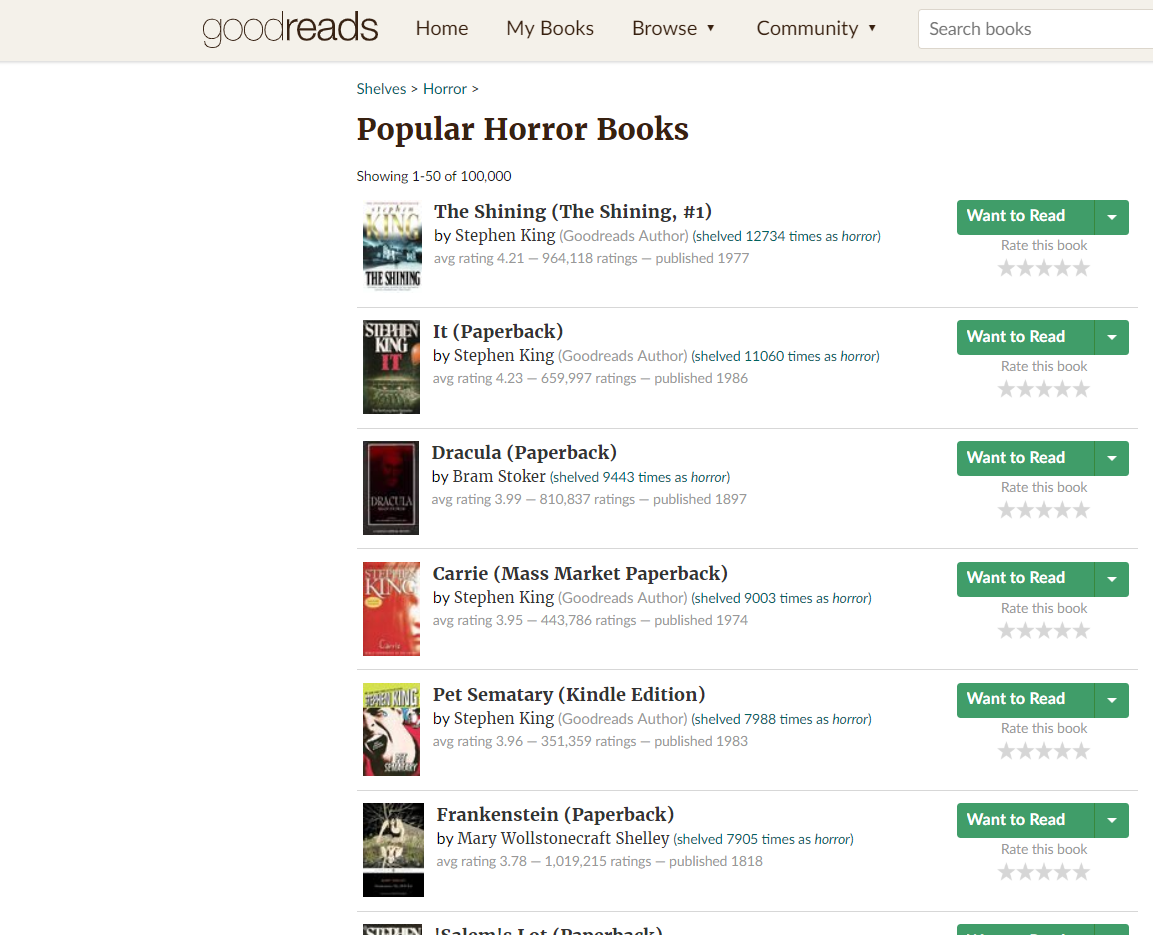 goodreads Home My Books Browse ▼ Community ▼ Search books
Shelves > Horror >
Popular Horror Books
Showing 1-50 of 100,000
stephen
KING
THE SHINING
The Shining (The Shining, #1)
by Stephen King (Goodreads Author) (shelved 12734 times as horror)
avg rating 4.21 — 964,118 ratings — published 1977
Want to Read
Rate this book
STEPHEN
KING
IT
It (Paperback)
by Stephen King (Goodreads Author) (shelved 11060 times as horror)
avg rating 4.23 — 659,997 ratings — published 1986
Want to Read
Rate this book
DRACULA
Dracula (Paperback)
by Bram Stoker (shelved 9443 times as horror)
avg rating 3.99 — 810,837 ratings — published 1897
Want to Read
Rate this book
STEPHEN
KING
Carrie
Carrie (Mass Market Paperback)
by Stephen King (Goodreads Author) (shelved 9003 times as horror)
avg rating 3.95 — 443,786 ratings — published 1974
Want to Read
Rate this book
STEPHEN KING
PET
SEMATARY
Pet Sematary (Kindle Edition)
by Stephen King (Goodreads Author) (shelved 7988 times as horror)
avg rating 3.96 — 351,359 ratings — published 1983
Want to Read
Rate this book
Frankenstein (Paperback)
by Mary Wollstonecraft Shelley (shelved 7905 times as horror)
avg rating 3.78 — 1,019,215 ratings — published 1818
Want to Read
Rate this book
STEPHEN
'Salem's Lot (Paperback)
Want to Read